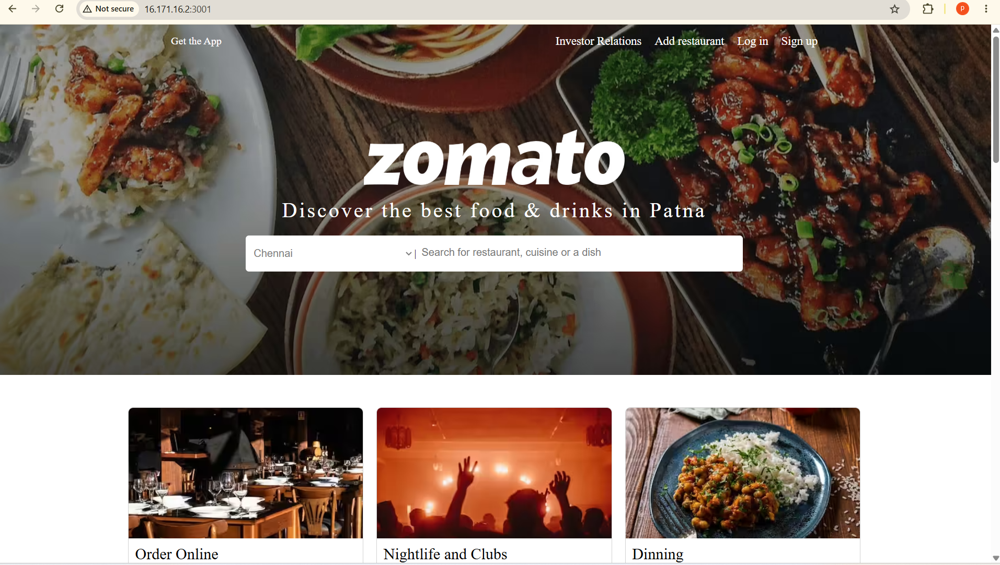 Not secure 16.171.16.2:3001
P
Get the App Investor Relations Add restaurant Log in Sign up
zomato
Discover the best food & drinks in Patna
Chennai | Search for restaurant, cuisine or a dish
Order Online Nightlife and Clubs Dinning